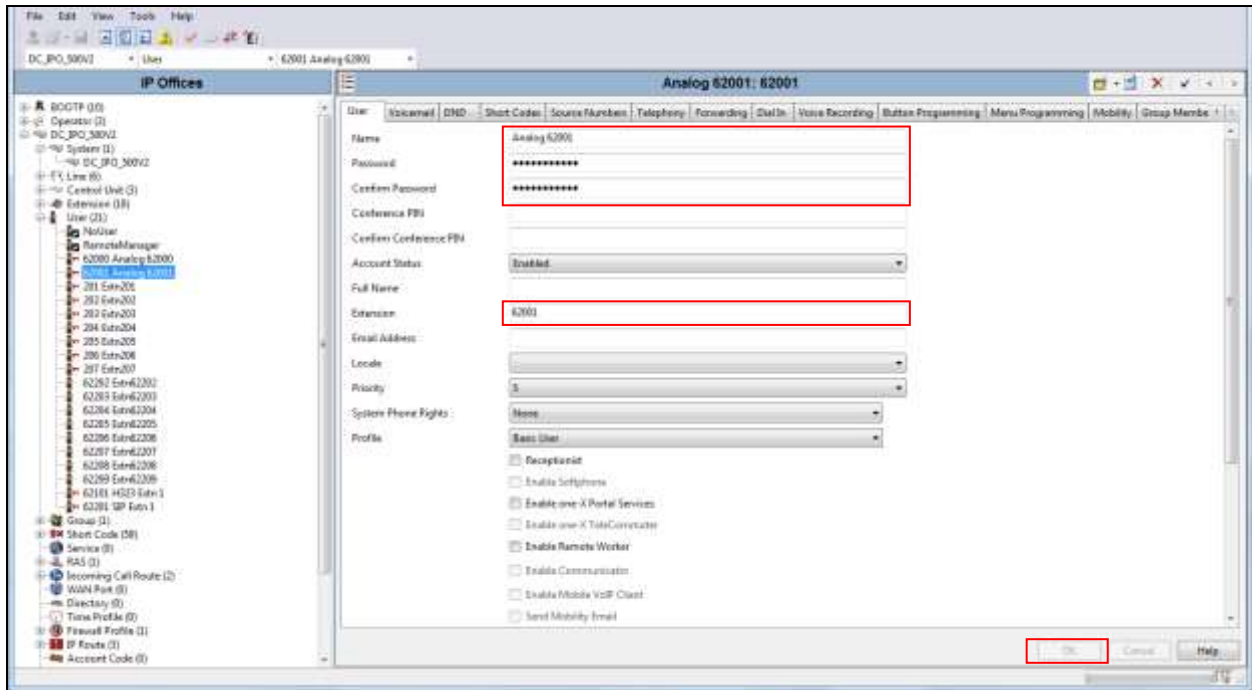 File Edit View Tools Help
DC_IPO_500V2 User 62001 Analog 62001
IP Offices
Analog 62001: 62001
BOOTP (10)
Operator (3)
DC_IPO_500V2
System (1)
DC_IPO_500V2
Line (6)
Control Unit (3)
Extension (18)
User (21)
NoUser
RemoteManager
62000 Analog 62000
62001 Analog 62001
201 Extn201
202 Extn202
203 Extn203
204 Extn204
205 Extn205
206 Extn206
207 Extn207
62202 Extn62202
62203 Extn62203
62204 Extn62204
62205 Extn62205
62206 Extn62206
62207 Extn62207
62208 Extn62208
62209 Extn62209
62101 H323 Extn 1
62201 SIP Extn 1
Group (1)
Short Code (58)
Service (0)
RAS (1)
Incoming Call Route (2)
WAN Port (0)
Directory (0)
Time Profile (0)
Firewall Profile (1)
IP Route (3)
Account Code (0)
User Voicemail DND Short Codes Source Numbers Telephony Forwarding Dial In Voice Recording Button Programming Menu Programming Mobility Group Membe
Name Analog 62001
Password •••••••••••
Confirm Password •••••••••••
Conference PIN
Confirm Conference PIN
Account Status Enabled
Full Name
Extension 62001
Email Address
Locale
Priority 5
System Phone Rights None
Profile Basic User
Receptionist
Enable Softphone
Enable one-X Portal Services
Enable one-X TeleCommuter
Enable Remote Worker
Enable Communicator
Enable Mobile VoIP Client
Send Mobility Email
OK Cancel Help